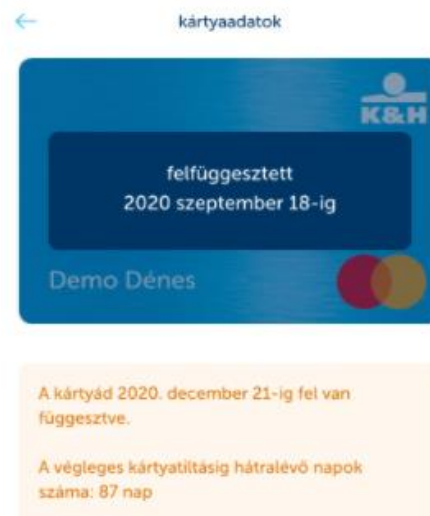 kártyaadatok
K&H
felfüggesztett
2020 szeptember 18-ig
Demo Dénes
A kártyád 2020. december 21-ig fel van
függesztve.
A végleges kártyatiltásig hátralévő napok
száma: 87 nap